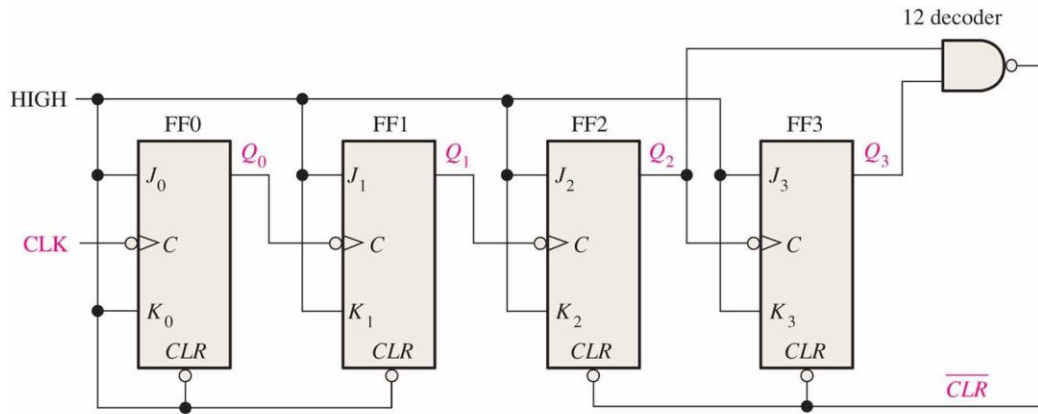 12 decoder
HIGH
FF0 FF1 FF2 FF3
Q₀ Q₁ Q₂ Q₃
J₀ J₁ J₂ J₃
CLK C C C C
K₀ K₁ K₂ K₃
CLR CLR CLR CLR
C̅L̅R̅